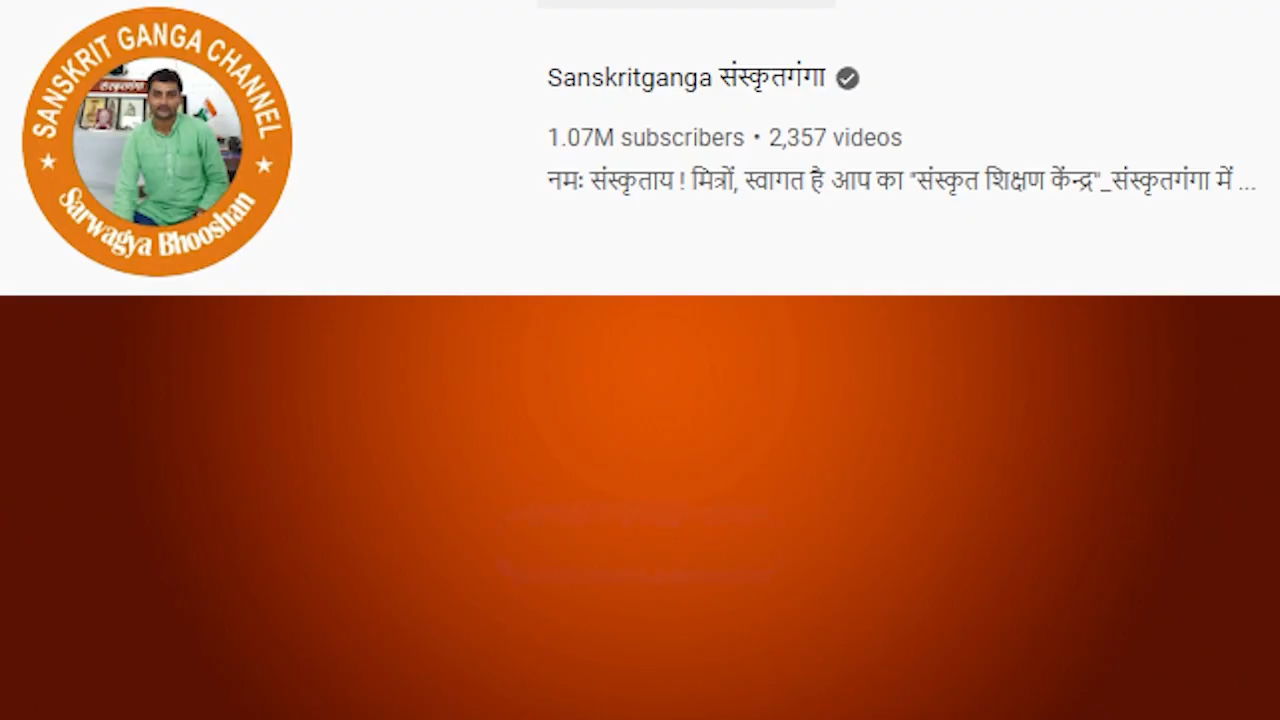 SANSKRIT GANGA CHANNEL
Sarwagya Bhooshan
Sanskritganga संस्कृतगंगा
1.07M subscribers • 2,357 videos
नमः संस्कृताय ! मित्रों, स्वागत है आप का "संस्कृत शिक्षण केंन्द्र"_संस्कृतगंगा में ...